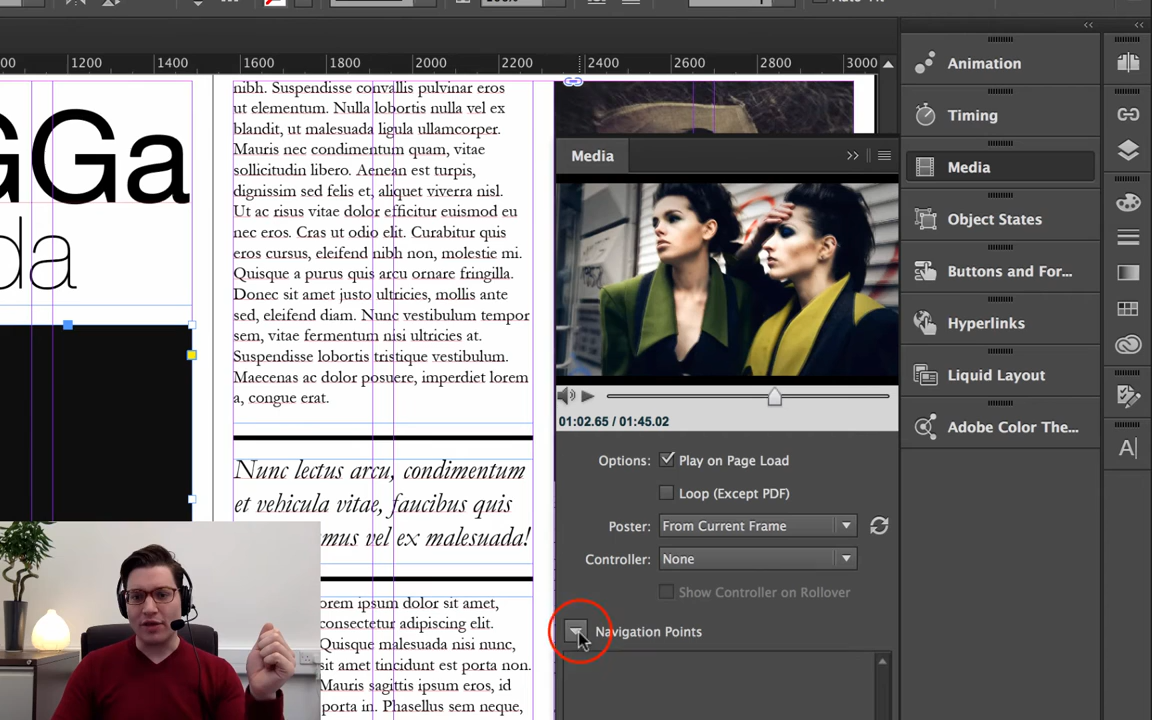 1200
1400
1600
1800
2000
2200
2400
2600
2800
3000
GGa
da
nibh. Suspendisse convallis pulvinar eros
ut elementum. Nulla lobortis nulla vel ex
blandit, ut malesuada ligula ullamcorper.
Mauris nec condimentum quam, vitae
sollicitudin libero. Aenean est turpis,
dignissim sed felis et, aliquet viverra nisl.
Ut ac risus vitae dolor efficitur euismod eu
nec eros. Cras ut odio elit. Curabitur quis
eros cursus, eleifend nibh, molestie mi.
Quisque a purus quis arcu ornare fringilla.
Donec sit amet justo ultricies, mollis ante
sed, eleifend diam. Nunc vestibulum tempor
sem, vitae fermentum nisi ultricies at.
Suspendisse lobortis tristique vestibulum.
Maecenas ac dolor posuere, imperdiet lorem
a, congue erat.
Nunc lectus arcu, condimentum
et vehicula vitae, faucibus quis
mus vel ex malesuada!
orem ipsum dolor sit amet,
consectetur adipiscing elit.
Quisque malesuada nisi id
sit amet tincidunt est porta non.
Mauris sagittis ipsum eros, id
porta est. Phasellus sem neque,
Media
01:02.65 / 01:45.02
Options: Play on Page Load
Loop (Except PDF)
Poster: From Current Frame
Controller: None
Show Controller on Rollover
Navigation Points
Animation
Timing
Media
Object States
Buttons and For...
Hyperlinks
Liquid Layout
Adobe Color The...